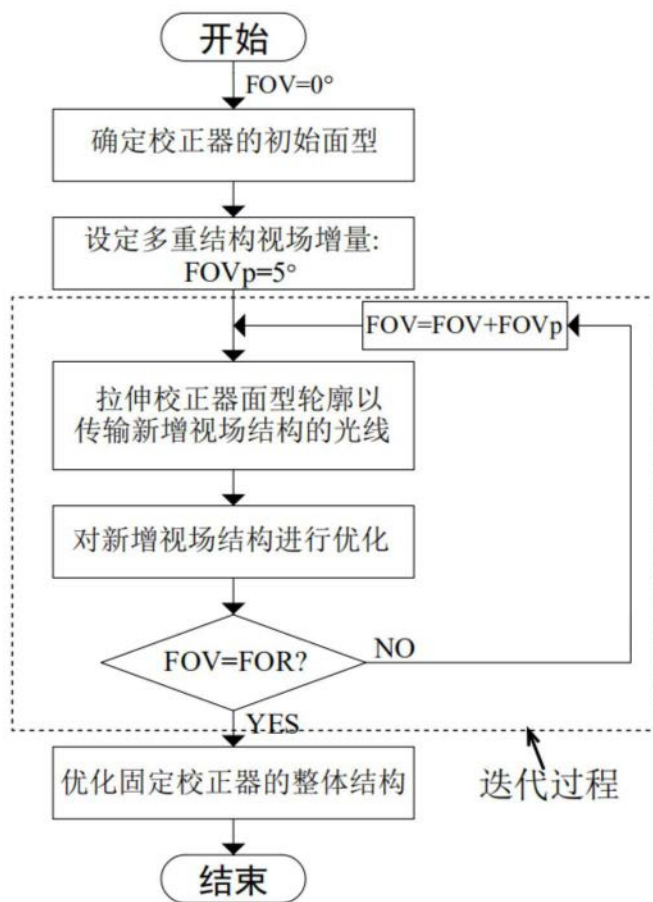 开始
FOV=0°
确定校正器的初始面型
设定多重结构视场增量:
FOVp=5°
FOV=FOV+FOVp
拉伸校正器面型轮廓以
传输新增视场结构的光线
对新增视场结构进行优化
FOV=FOR?
NO
YES
优化固定校正器的整体结构
迭代过程
结束